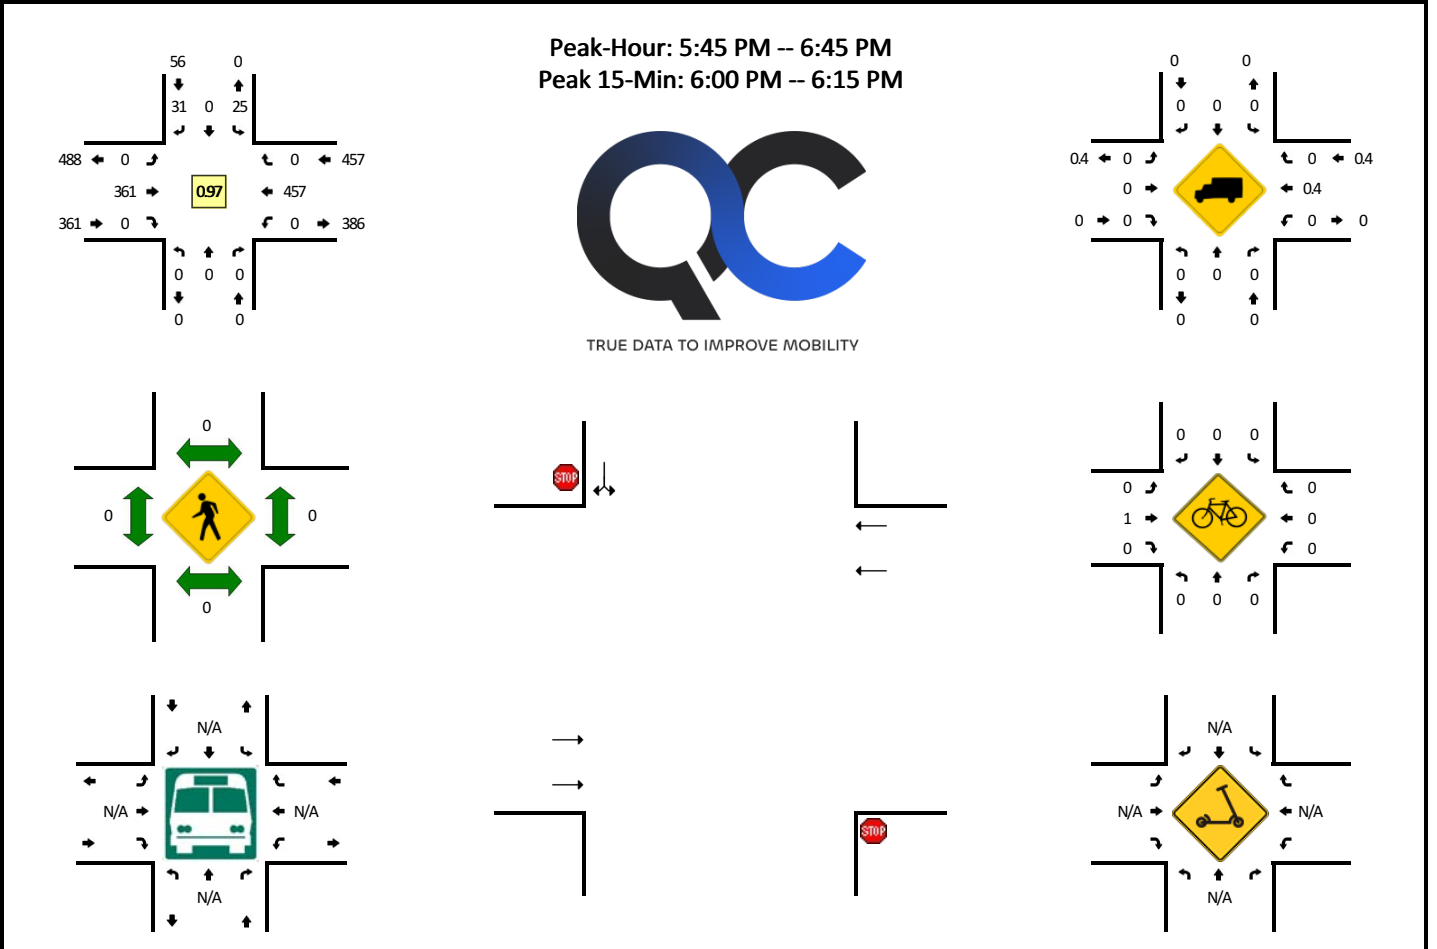 Peak-Hour: 5:45 PM -- 6:45 PM
Peak 15-Min: 6:00 PM -- 6:15 PM
56 0
31 0 25
488 0 0 457
361 0.97 457
361 0 0 386
0 0 0
0 0
TRUE DATA TO IMPROVE MOBILITY
0 0
0 0 0
0.4 0 0 0.4
0 0.4
0 0 0 0
0 0 0
0 0
0
0 0
0
STOP
STOP
0 0 0
0 0
1 0
0 0
0 0 0
N/A
N/A N/A
N/A
N/A
N/A N/A
N/A